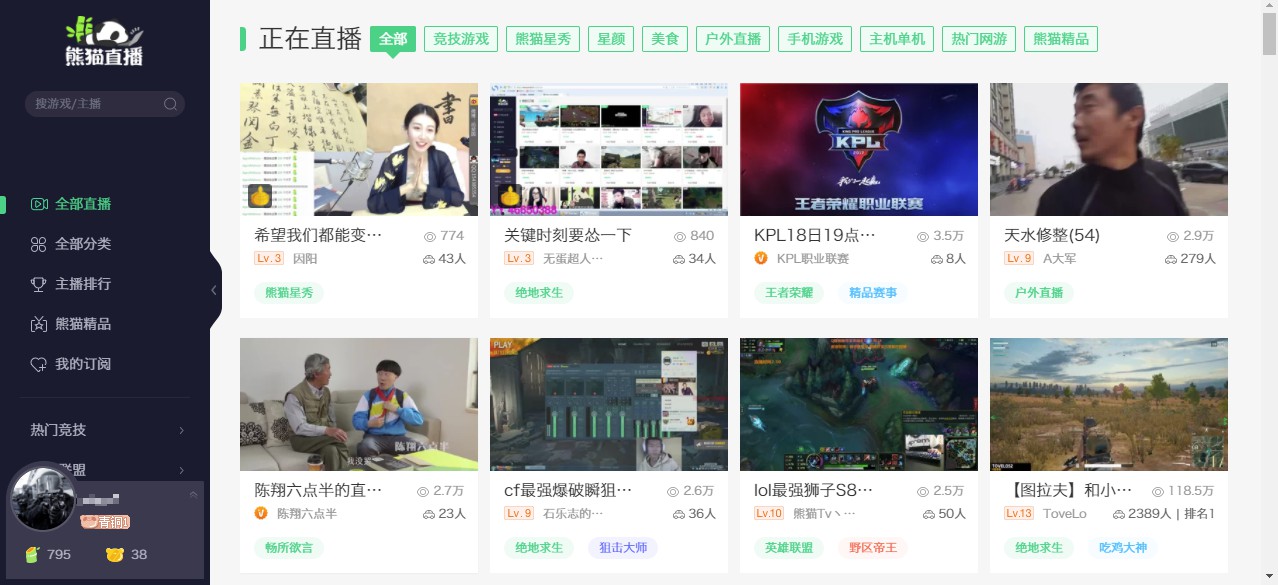 熊猫直播
搜游戏/主播
全部直播
全部分类
主播排行
熊猫精品
我的订阅
热门竞技
联盟
青铜1
795
38
正在直播
全部
竞技游戏
熊猫星秀
星颜
美食
户外直播
手机游戏
主机单机
热门网游
熊猫精品
希望我们都能变…
774
Lv.3
因阳
43人
熊猫星秀
关键时刻要怂一下
840
Lv.3
无蛋超人…
34人
绝地求生
KPL
王者荣耀职业联赛
KPL18日19点…
3.5万
KPL职业联赛
8人
王者荣耀
精品赛事
天水修整(54)
2.9万
Lv.9
A大军
279人
户外直播
陈翔六点半
陈翔六点半的直…
2.7万
陈翔六点半
23人
畅所欲言
PLAY
cf最强爆破瞬狙…
2.6万
Lv.9
石乐志的…
36人
绝地求生
狙击大师
lol最强狮子S8…
2.5万
Lv.10
熊猫Tv丶…
50人
英雄联盟
野区帝王
【图拉夫】和小…
118.5万
Lv.13
ToveLo
2389人 | 排名1
绝地求生
吃鸡大神